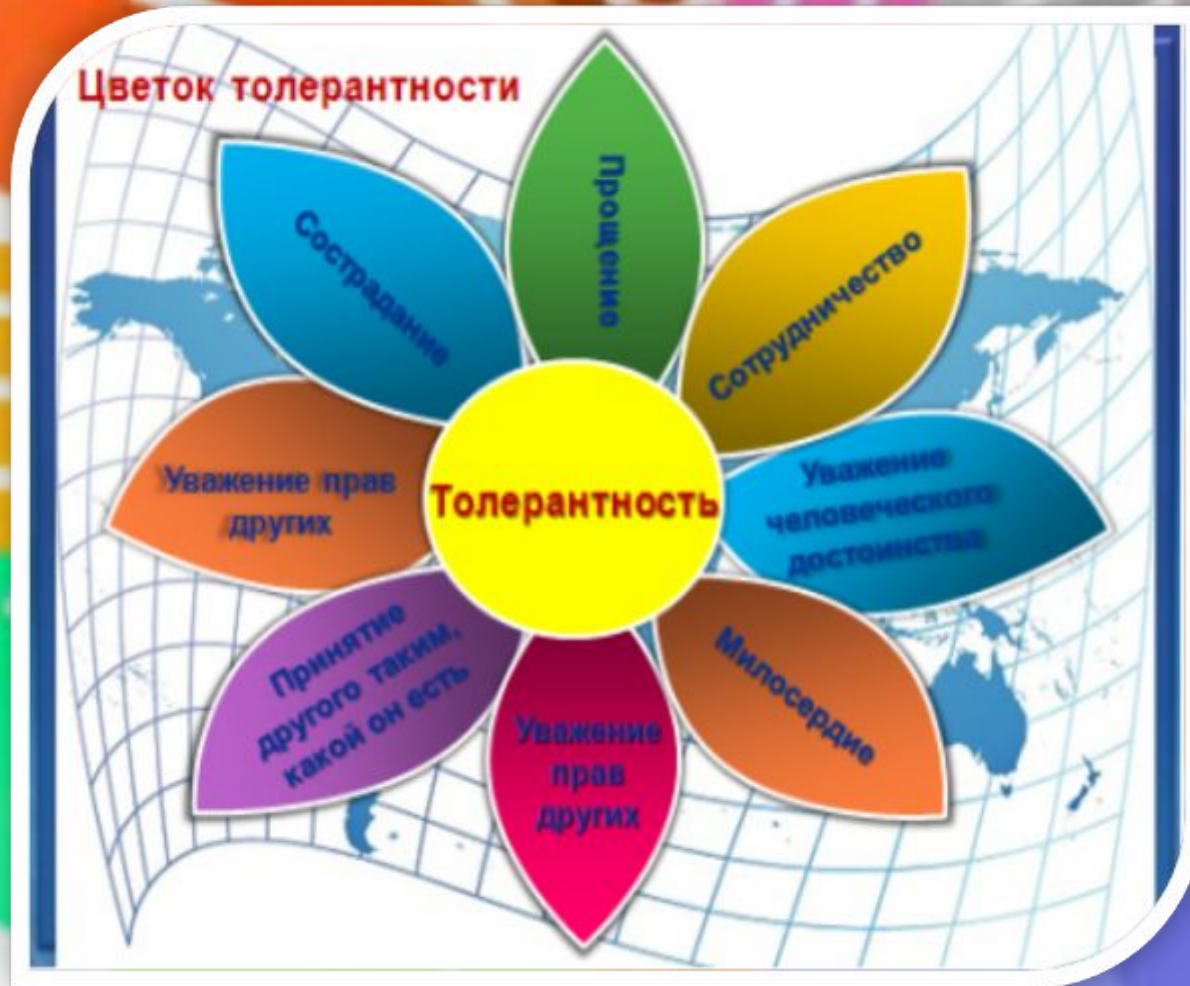 Цветок толерантности
Прощение
Сотрудничество
Уважение
человеческого
достоинства
Милосердие
Уважение
прав
других
Принятие
другого таким,
какой он есть
Уважение прав
других
Сострадание
Толерантность